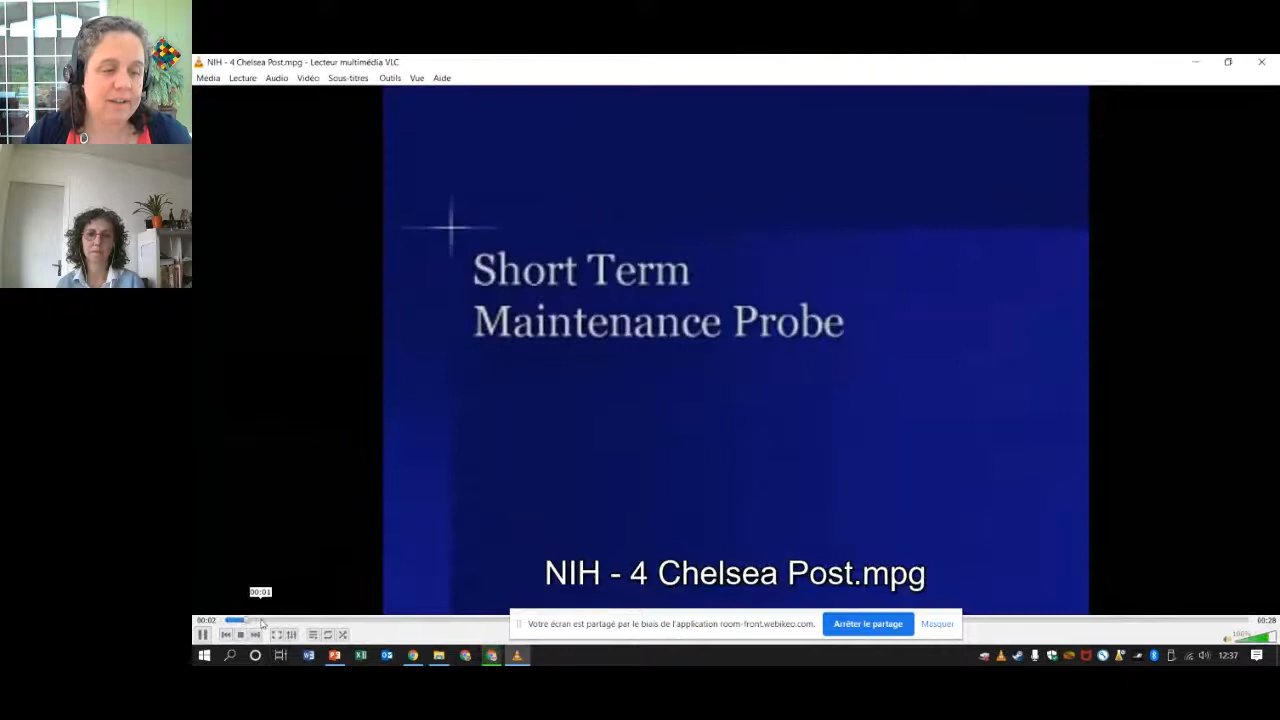 NIH - 4 Chelsea Post.mpg - Lecteur multimédia VLC
Média Lecture Audio Vidéo Sous-titres Outils Vue Aide
Short Term
Maintenance Probe
NIH - 4 Chelsea Post.mpg
00:01
00:02
00:28
Votre écran est partagé par le biais de l'application room-front.webikeo.com.
Arrêter le partage
Masquer
100%
12:37